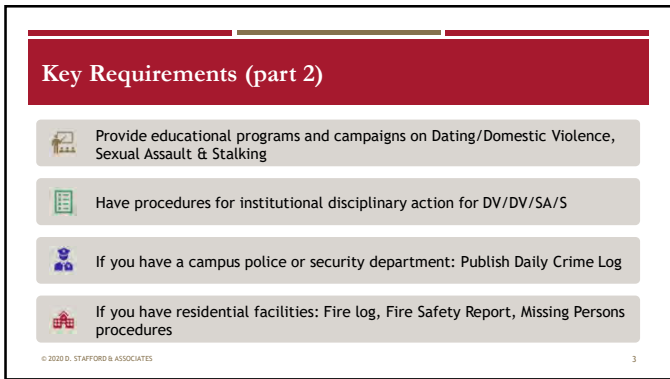 Key Requirements (part 2)
Provide educational programs and campaigns on Dating/Domestic Violence,
Sexual Assault & Stalking
Have procedures for institutional disciplinary action for DV/DV/SA/S
If you have a campus police or security department: Publish Daily Crime Log
If you have residential facilities: Fire log, Fire Safety Report, Missing Persons
procedures
© 2020 D. STAFFORD & ASSOCIATES
3